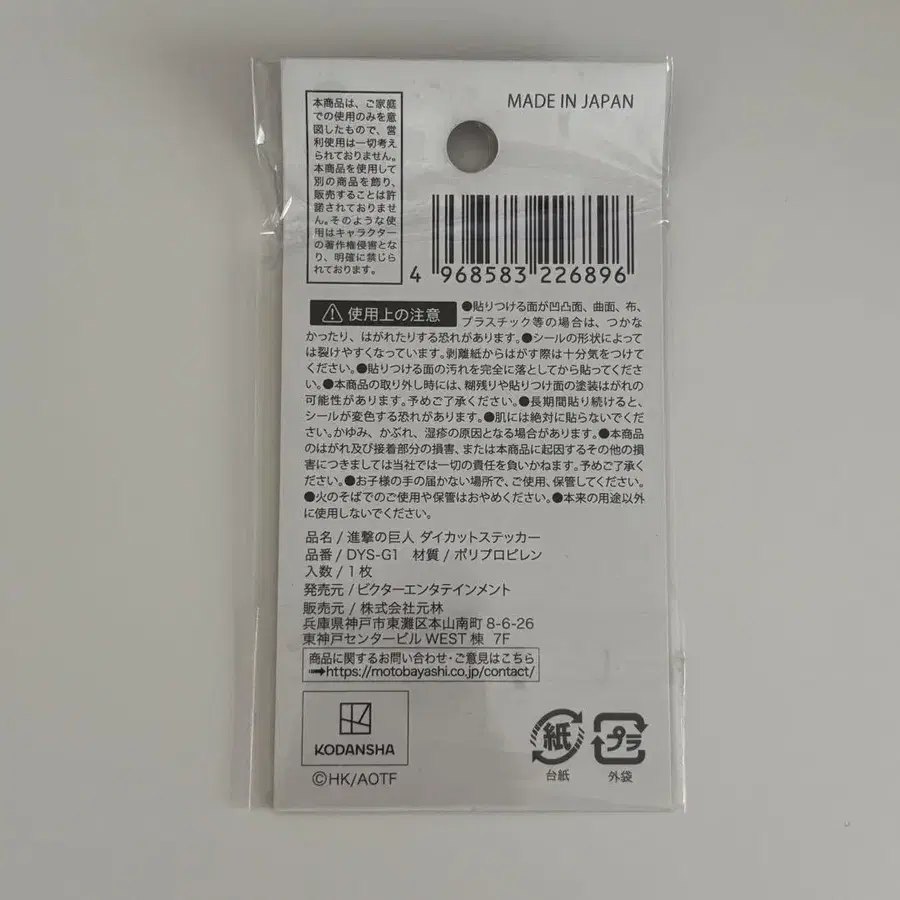 本商品は、ご家庭
での使用のみを意
図したもので、営
利使用は一切考え
られておりません。
本商品を使用して
別の商品を飾り、
販売することは許
諾されておりませ
ん。そのような使
用はキャラクター
の著作権侵害とな
り、明確に禁じら
れております。
MADE IN JAPAN
4 968583 226896
使用上の注意
●貼りつける面が凹凸面、曲面、布、
プラスチック等の場合は、つかな
かったり、はがれたりする恐れがあります。●シールの形状によって
は裂けやすくなっています。剥離紙からはがす際は十分気をつけて
ください。●貼りつける面の汚れを完全に落としてから貼ってくださ
い。●本商品の取り外し時には、糊残りや貼りつけ面の塗装はがれの
可能性があります。予めご了承ください。●長期間貼り続けると、
シールが変色する恐れがあります。●肌には絶対に貼らないでくだ
さい。かゆみ、かぶれ、湿疹の原因となる場合があります。●本商品
のはがれ及び接着部分の損害、または本商品に起因するその他の損
害につきましては当社では一切の責任を負いかねます。予めご了承く
ださい。●お子様の手の届かない場所で、ご使用、保管してください。
●火のそばでのご使用や保管はおやめください。●本来の用途以外
に使用しないでください。
品名 / 進撃の巨人 ダイカットステッカー
品番 / DYS-G1 材質 / ポリプロピレン
入数 / 1 枚
発売元 / ビクターエンタテインメント
販売元 / 株式会社元林
兵庫県神戸市東灘区本山南町 8-6-26
東神戸センタービル WEST 棟 7F
商品に関するお問い合わせ・ご意見はこちら
➡https://motobayashi.co.jp/contact/
KODANSHA
©HK/AOTF
紙
台紙
プラ
外袋